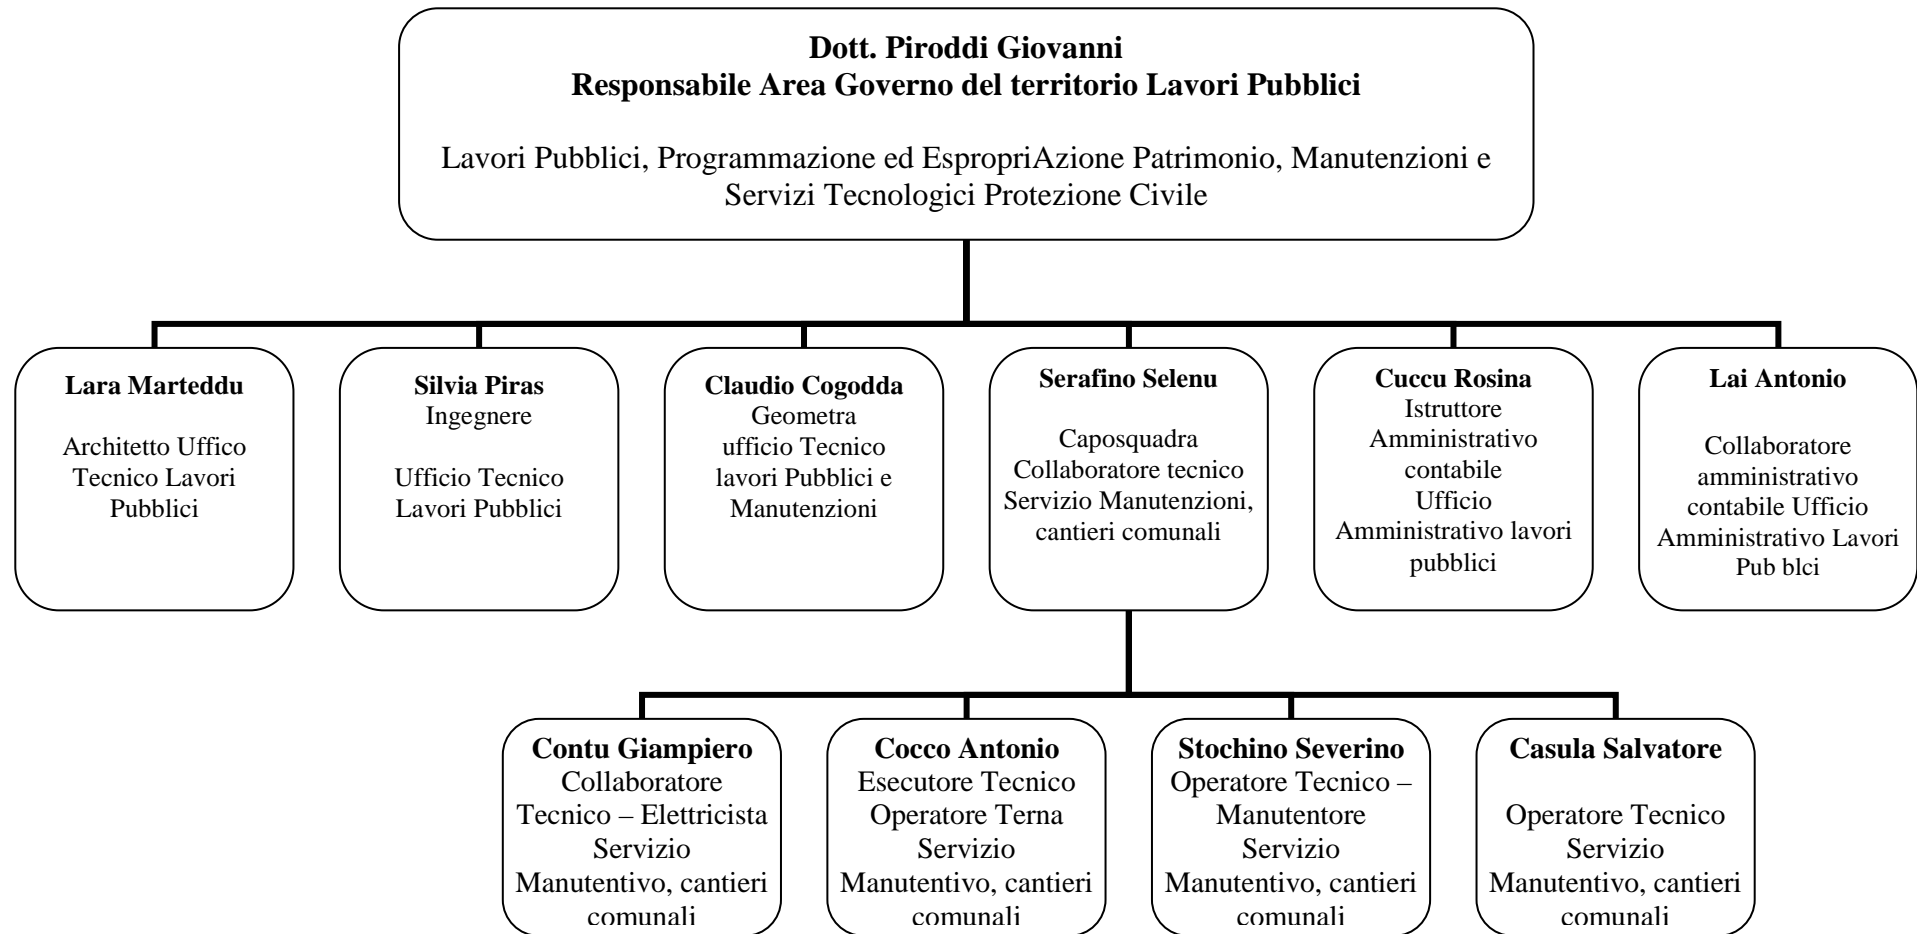 Dott. Piroddi Giovanni
Responsabile Area Governo del territorio Lavori Pubblici
Lavori Pubblici, Programmazione ed EspropriAzione Patrimonio, Manutenzioni e
Servizi Tecnologici Protezione Civile
Lara Marteddu
Architetto Uffico
Tecnico Lavori
Pubblici
Silvia Piras
Ingegnere
Ufficio Tecnico
Lavori Pubblici
Claudio Cogodda
Geometra
ufficio Tecnico
lavori Pubblici e
Manutenzioni
Serafino Selenu
Caposquadra
Collaboratore tecnico
Servizio Manutenzioni,
cantieri comunali
Cuccu Rosina
Istruttore
Amministrativo
contabile
Ufficio
Amministrativo lavori
pubblici
Lai Antonio
Collaboratore
amministrativo
contabile Ufficio
Amministrativo Lavori
Pub blci
Contu Giampiero
Collaboratore
Tecnico – Elettricista
Servizio
Manutentivo, cantieri
comunali
Cocco Antonio
Esecutore Tecnico
Operatore Terna
Servizio
Manutentivo, cantieri
comunali
Stochino Severino
Operatore Tecnico –
Manutentore
Servizio
Manutentivo, cantieri
comunali
Casula Salvatore
Operatore Tecnico
Servizio
Manutentivo, cantieri
comunali